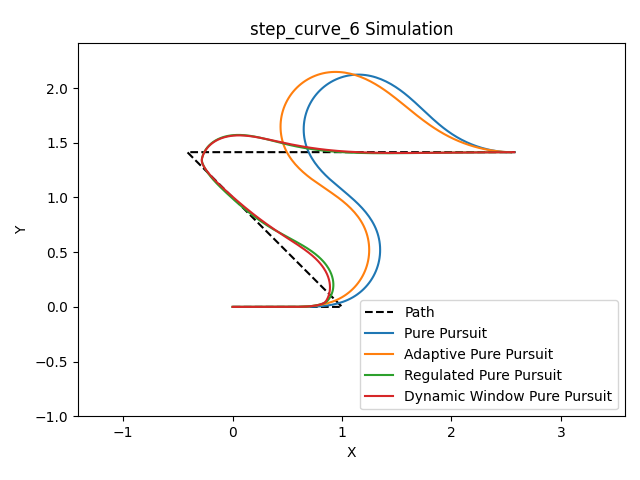 step_curve_6 Simulation
Y
2.0
1.5
1.0
0.5
0.0
−0.5
−1.0
−1
0
1
2
3
X
Path
Pure Pursuit
Adaptive Pure Pursuit
Regulated Pure Pursuit
Dynamic Window Pure Pursuit